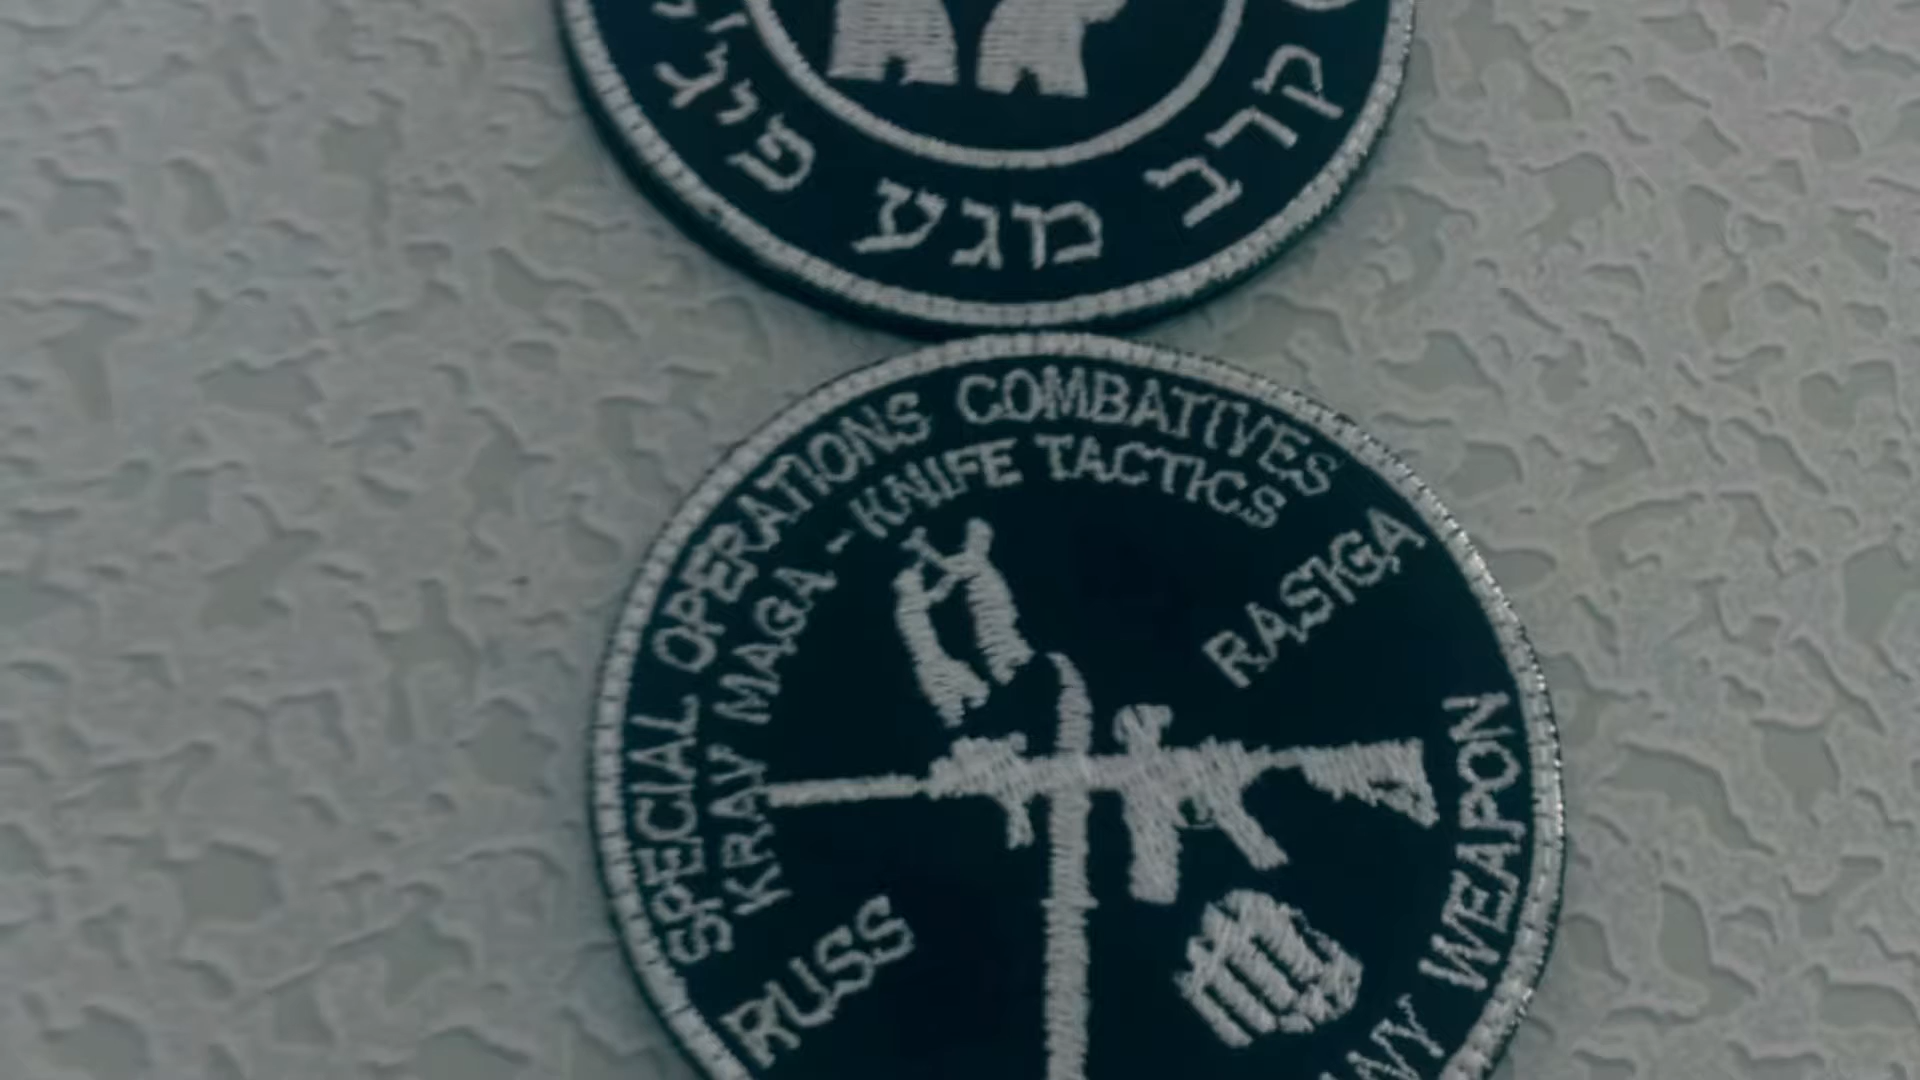 קרב מגע
SPECIAL OPERATIONS COMBATIVES
KRAV MAGA - KNIFE TACTICS
RASIGA
RUSS
WEAPON